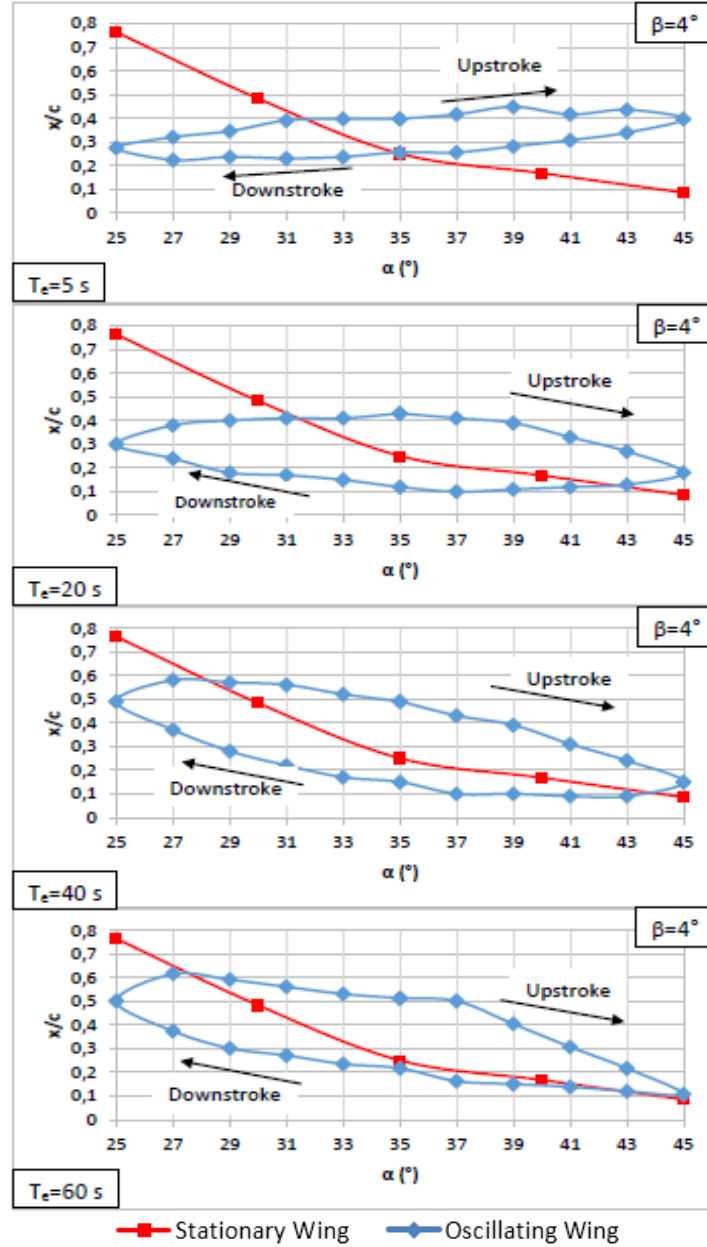 β=4°
0,8
0,7
0,6
0,5
0,4
0,3
0,2
0,1
0
x/c
Upstroke
Downstroke
25 27 29 31 33 35 37 39 41 43 45
α (°)
Tₑ=5 s
β=4°
0,8
0,7
0,6
0,5
0,4
0,3
0,2
0,1
0
x/c
Upstroke
Downstroke
25 27 29 31 33 35 37 39 41 43 45
α (°)
Tₑ=20 s
β=4°
0,8
0,7
0,6
0,5
0,4
0,3
0,2
0,1
0
x/c
Upstroke
Downstroke
25 27 29 31 33 35 37 39 41 43 45
α (°)
Tₑ=40 s
β=4°
0,8
0,7
0,6
0,5
0,4
0,3
0,2
0,1
0
x/c
Upstroke
Downstroke
25 27 29 31 33 35 37 39 41 43 45
α (°)
Tₑ=60 s
Stationary Wing Oscillating Wing